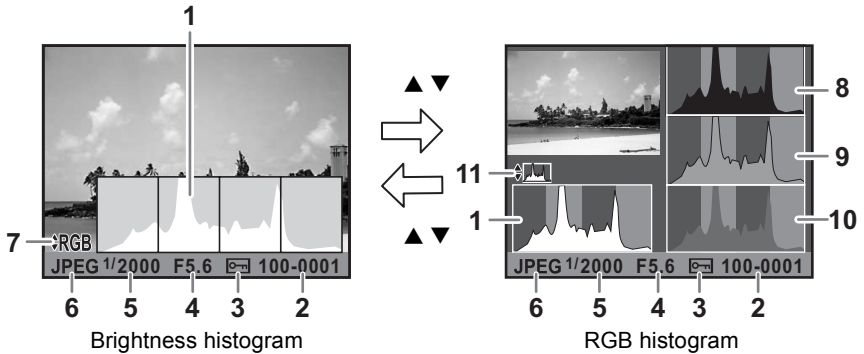 1
▲ ▼
8
9
11
1
10
▲ ▼
7
RGB
JPEG 1/2000 F5.6 100-0001
JPEG 1/2000 F5.6 100-0001
6 5 4 3 2
6 5 4 3 2
Brightness histogram
RGB histogram